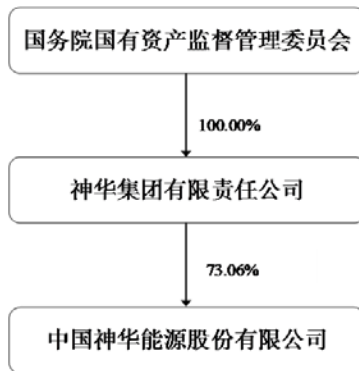 国务院国有资产监督管理委员会
100.00%
神华集团有限责任公司
73.06%
中国神华能源股份有限公司